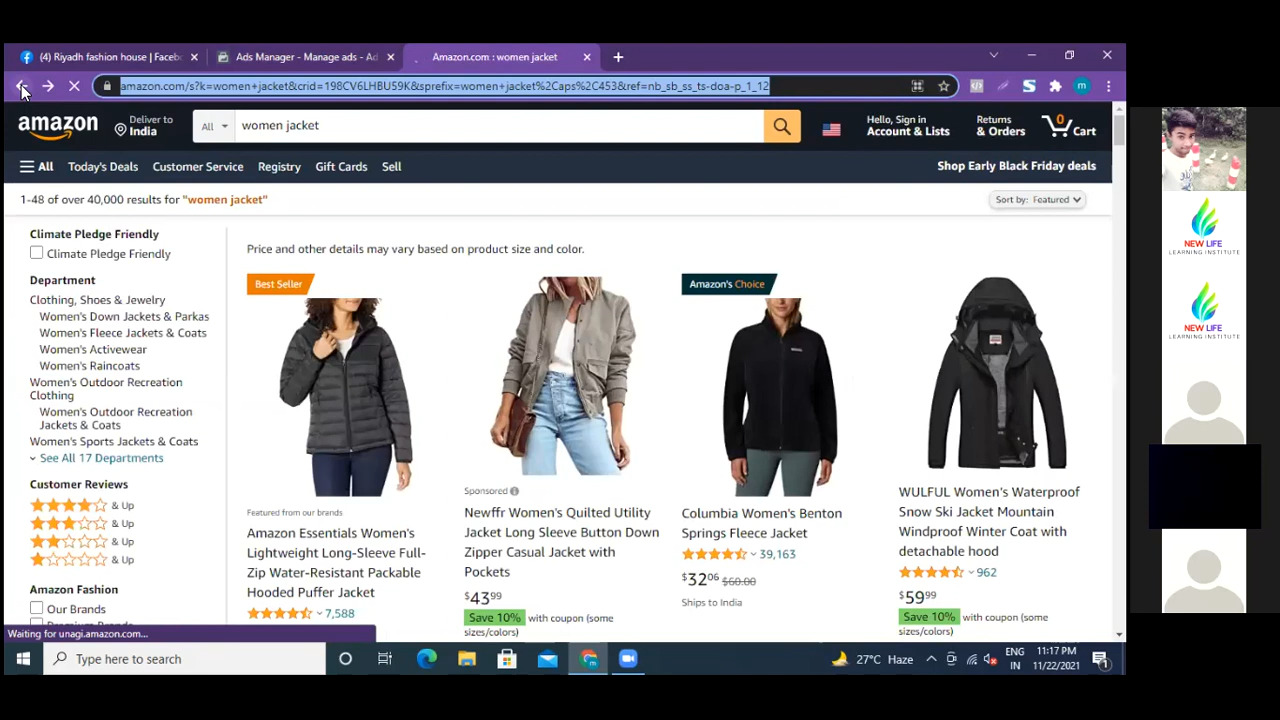 (4) Riyadh fashion house | Facebo
Ads Manager - Manage ads - Ad
Amazon.com : women jacket
amazon.com/s?k=women+jacket&crid=198CV6LHBU59K&sprefix=women+jacket%2Caps%2C453&ref=nb_sb_ss_ts-doa-p_1_12
m
amazon
Deliver to
India
All
women jacket
Hello, Sign in
Account & Lists
Returns
& Orders
0
Cart
All
Today's Deals
Customer Service
Registry
Gift Cards
Sell
Shop Early Black Friday deals
1-48 of over 40,000 results for "women jacket"
Sort by: Featured
Climate Pledge Friendly
Climate Pledge Friendly
Department
Clothing, Shoes & Jewelry
Women's Down Jackets & Parkas
Women's Fleece Jackets & Coats
Women's Activewear
Women's Raincoats
Women's Outdoor Recreation
Clothing
Women's Outdoor Recreation
Jackets & Coats
Women's Sports Jackets & Coats
See All 17 Departments
Customer Reviews
& Up
& Up
& Up
& Up
Amazon Fashion
Our Brands
Premium Brands
Waiting for unagi.amazon.com...
Price and other details may vary based on product size and color.
Best Seller
Featured from our brands
Amazon Essentials Women's
Lightweight Long-Sleeve Full-
Zip Water-Resistant Packable
Hooded Puffer Jacket
7,588
Sponsored
Newffr Women's Quilted Utility
Jacket Long Sleeve Button Down
Zipper Casual Jacket with
Pockets
$43 99
Save 10% with coupon (some
sizes/colors)
Amazon's Choice
Columbia Women's Benton
Springs Fleece Jacket
39,163
$32 06 $60.00
Ships to India
WULFUL Women's Waterproof
Snow Ski Jacket Mountain
Windproof Winter Coat with
detachable hood
962
$59 99
Save 10% with coupon (some
sizes/colors)
NEW LIFE
LEARNING INSTITUTE
NEW LIFE
LEARNING INSTITUTE
Type here to search
27°C Haze
ENG
IN
11:17 PM
11/22/2021
1